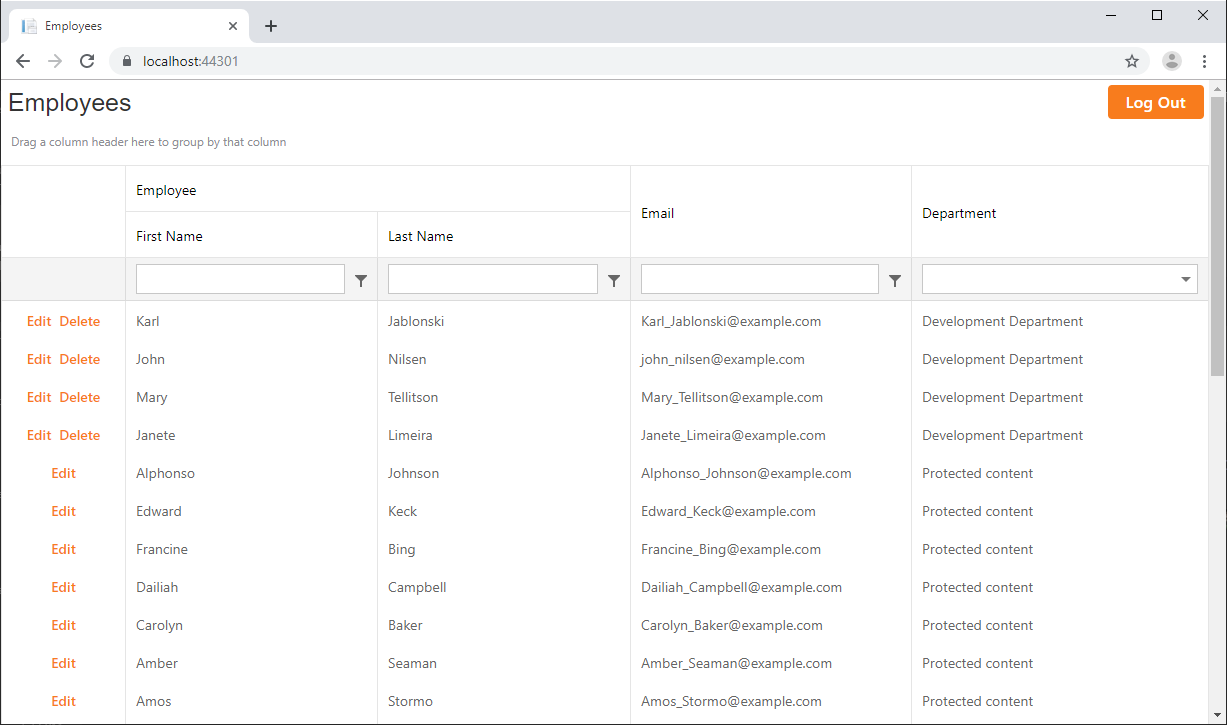 Employees
localhost:44301
Employees
Log Out
Drag a column header here to group by that column
Employee
Email
Department
First Name
Last Name
Edit Delete Karl Jablonski Karl_Jablonski@example.com Development Department
Edit Delete John Nilsen john_nilsen@example.com Development Department
Edit Delete Mary Tellitson Mary_Tellitson@example.com Development Department
Edit Delete Janete Limeira Janete_Limeira@example.com Development Department
Edit Alphonso Johnson Alphonso_Johnson@example.com Protected content
Edit Edward Keck Edward_Keck@example.com Protected content
Edit Francine Bing Francine_Bing@example.com Protected content
Edit Dailiah Campbell Dailiah_Campbell@example.com Protected content
Edit Carolyn Baker Carolyn_Baker@example.com Protected content
Edit Amber Seaman Amber_Seaman@example.com Protected content
Edit Amos Stormo Amos_Stormo@example.com Protected content